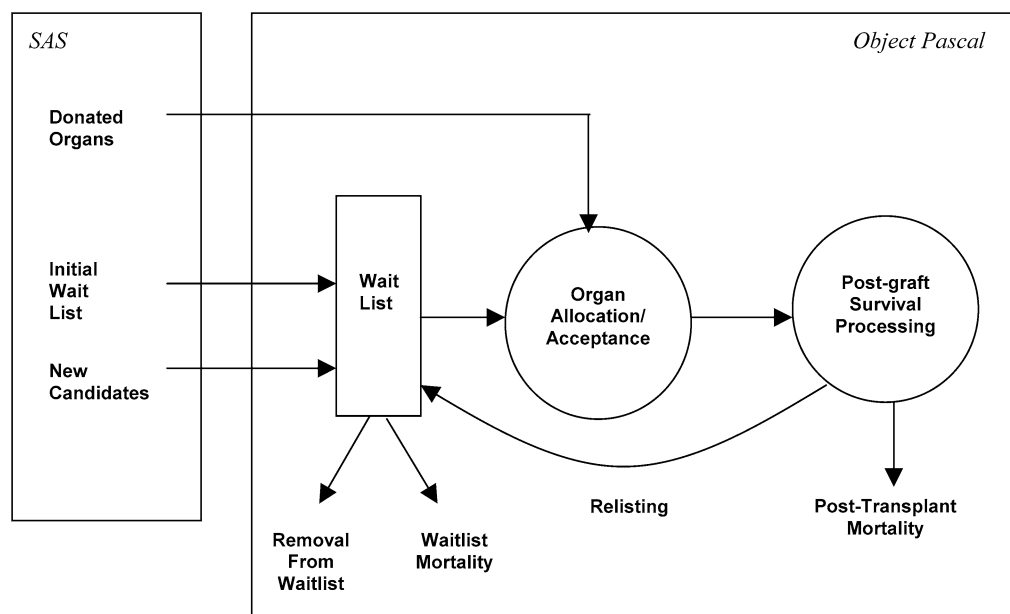 SAS
Object Pascal
Donated
Organs
Initial
Wait
List
New
Candidates
Wait
List
Organ
Allocation/
Acceptance
Post-graft
Survival
Processing
Relisting
Removal
From
Waitlist
Waitlist
Mortality
Post-Transplant
Mortality